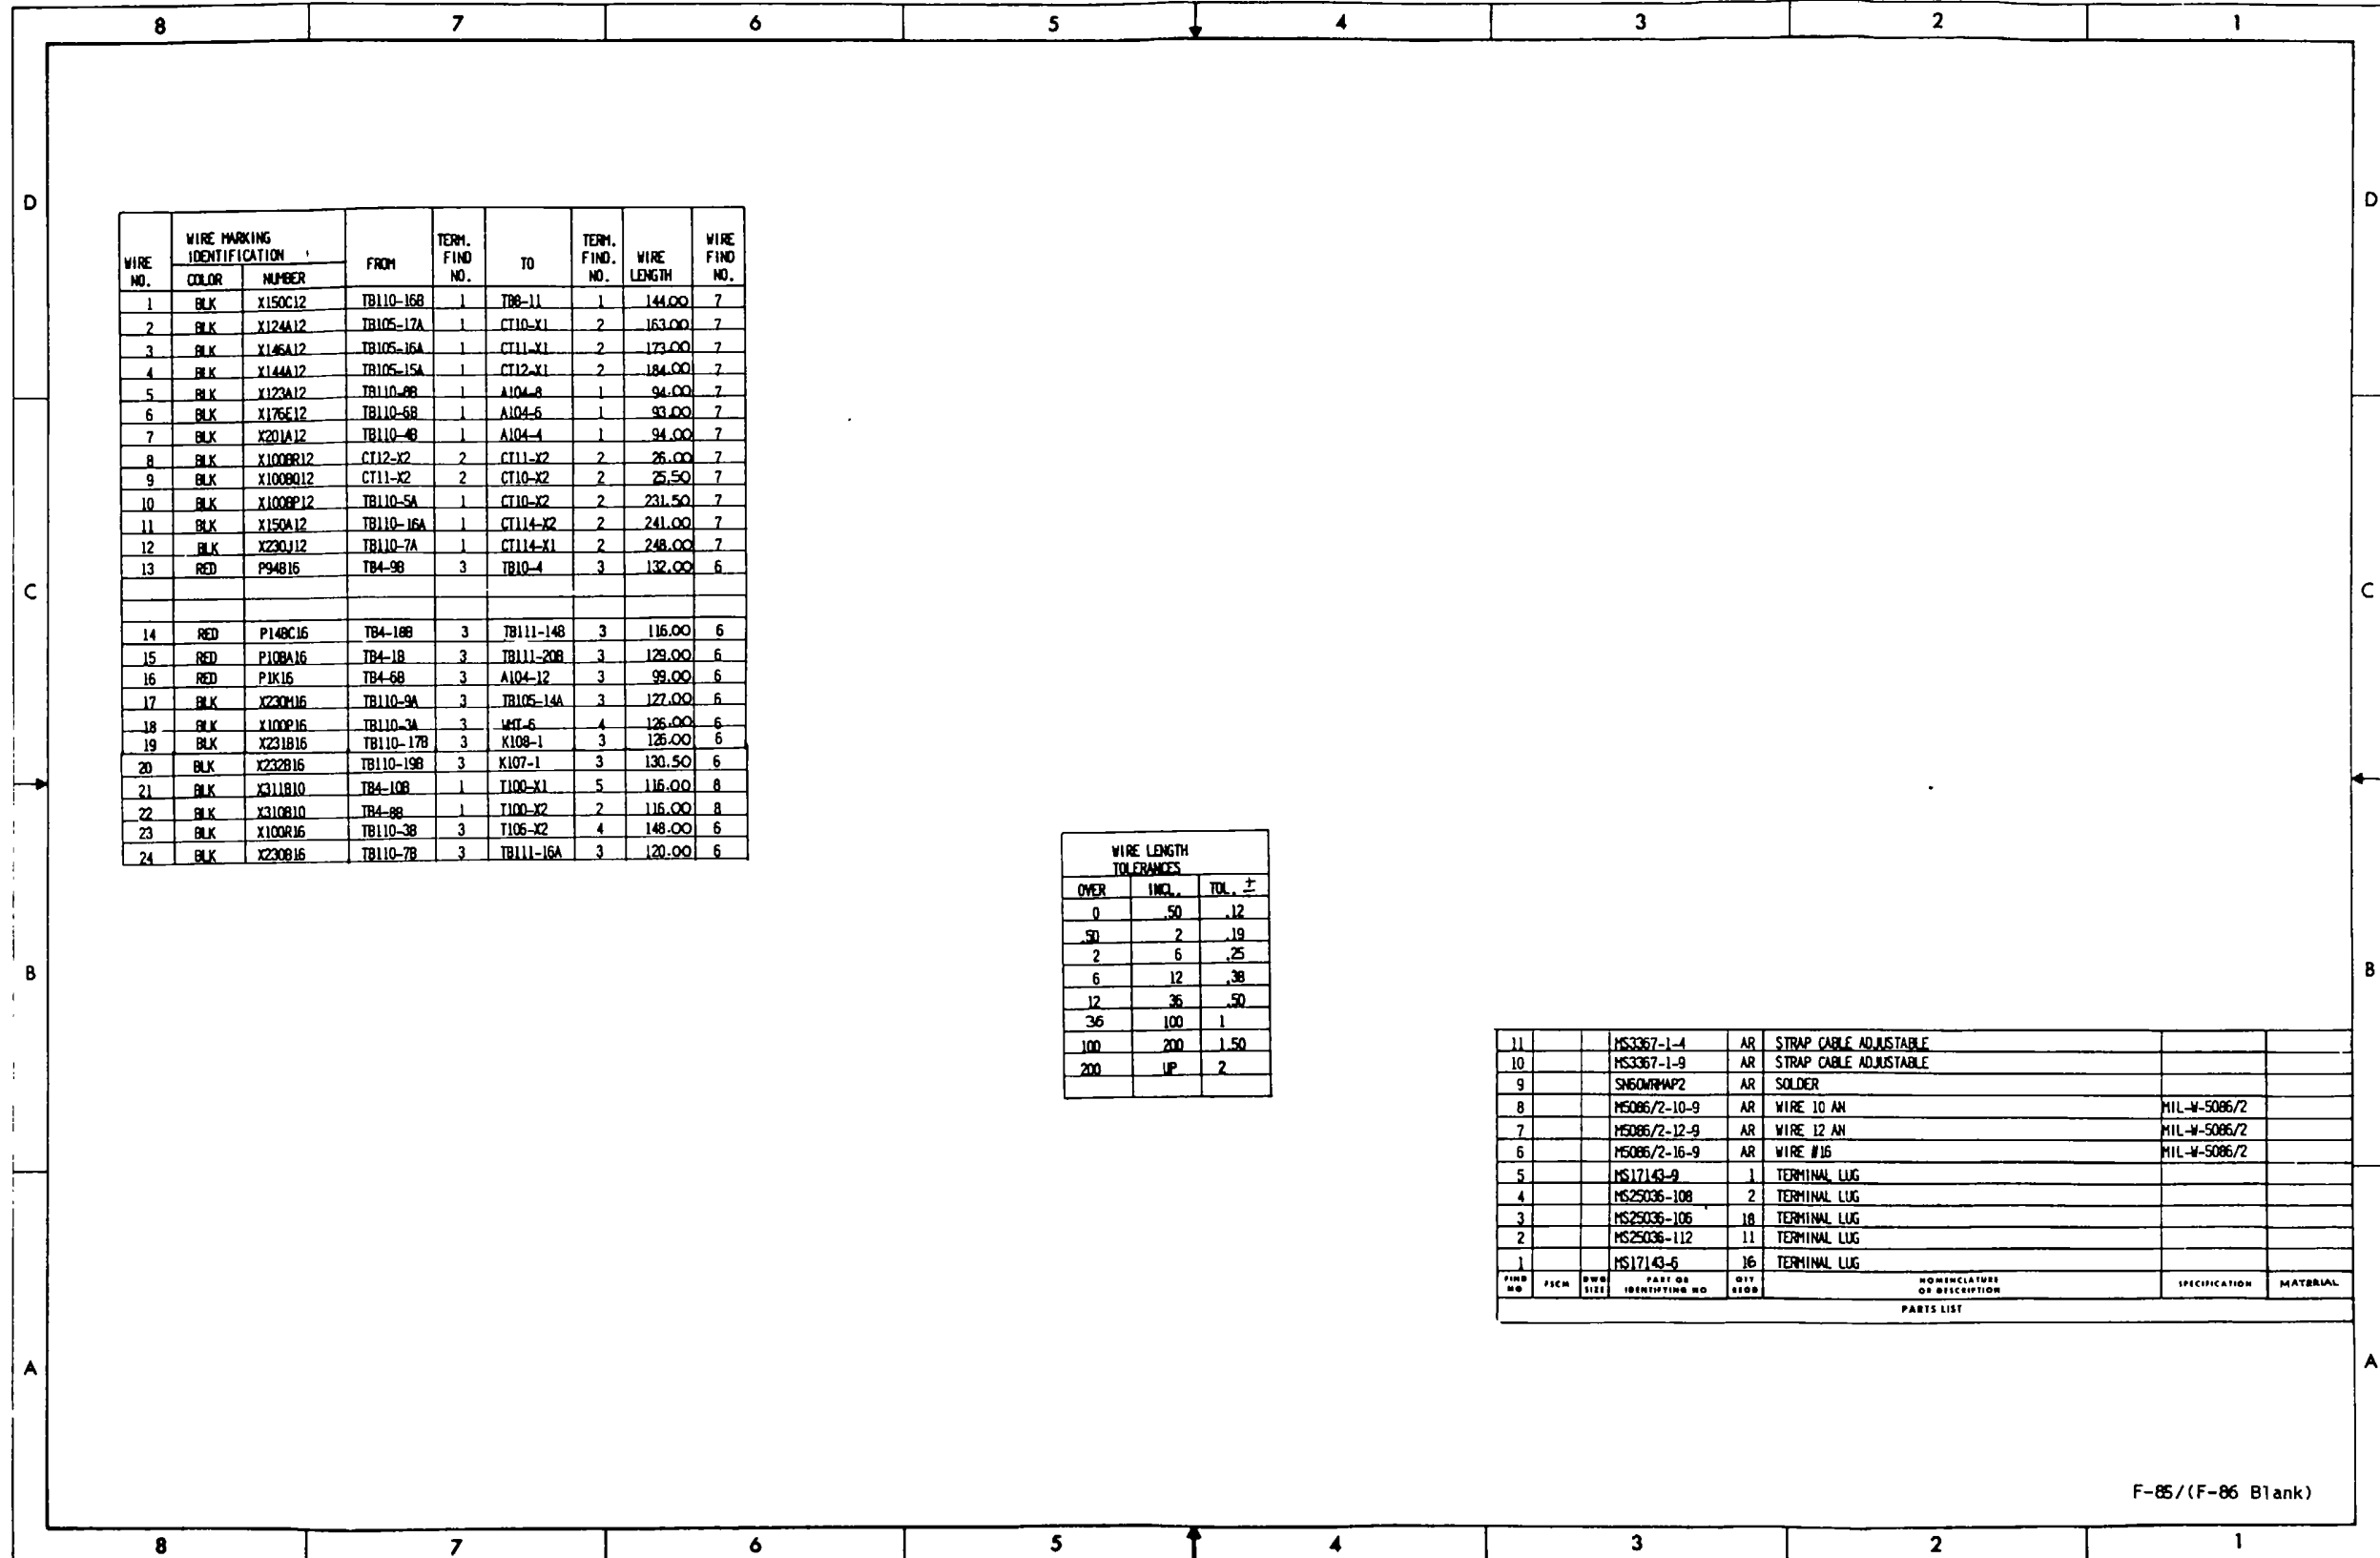 8 7 6 5 4 3 2 1
D D
WIRE NO. WIRE MARKING IDENTIFICATION FROM TERM. FIND NO. TO TERM. FIND. NO. WIRE LENGTH WIRE FIND NO.
COLOR NUMBER
1 BLK X150C12 TB110-16B 1 TB8-11 1 144.00 7
2 BLK X124A12 TB105-17A 1 CT10-X1 2 163.00 7
3 BLK X146A12 TB105-16A 1 CT11-X1 2 173.00 7
4 BLK X144A12 TB105-15A 1 CT12-X1 2 184.00 7
5 BLK X123A12 TB110-8B 1 A104-8 1 94.00 7
6 BLK X176E12 TB110-6B 1 A104-6 1 93.00 7
7 BLK X201A12 TB110-4B 1 A104-4 1 94.00 7
8 BLK X100BR12 CT12-X2 2 CT11-X2 2 26.00 7
9 BLK X100BQ12 CT11-X2 2 CT10-X2 2 25.50 7
10 BLK X100BP12 TB110-5A 1 CT10-X2 2 231.50 7
11 BLK X150A12 TB110-16A 1 CT114-X2 2 241.00 7
12 BLK X230J12 TB110-7A 1 CT114-X1 2 248.00 7
13 RED P94B16 TB4-9B 3 TB10-4 3 132.00 6
C C
14 RED P148C16 TB4-18B 3 TB111-14B 3 116.00 6
15 RED P108A16 TB4-1B 3 TB111-20B 3 129.00 6
16 RED P1K16 TB4-6B 3 A104-12 3 99.00 6
17 BLK X230M16 TB110-9A 3 TB105-14A 3 127.00 6
18 BLK X100P16 TB110-3A 3 WMT-6 4 126.00 6
19 BLK X231B16 TB110-17B 3 K108-1 3 126.00 6
20 BLK X232B16 TB110-19B 3 K107-1 3 130.50 6
21 BLK X311B10 TB4-10B 1 T100-X1 5 116.00 8
22 BLK X310B10 TB4-8B 1 T100-X2 2 116.00 8
23 BLK X100R16 TB110-3B 3 T106-X2 4 148.00 6
24 BLK X230B16 TB110-7B 3 TB111-16A 3 120.00 6
WIRE LENGTH
TOLERANCES
OVER INCL. TOL. ±
0 .50 .12
.50 2 .19
2 6 .25
6 12 .38
12 36 .50
36 100 1
100 200 1.50
200 UP 2
B B
11 MS3367-1-4 AR STRAP CABLE ADJUSTABLE
10 MS3367-1-9 AR STRAP CABLE ADJUSTABLE
9 SN60WRMAP2 AR SOLDER
8 M5086/2-10-9 AR WIRE 10 AN MIL-W-5086/2
7 M5086/2-12-9 AR WIRE 12 AN MIL-W-5086/2
6 M5086/2-16-9 AR WIRE #16 MIL-W-5086/2
5 MS17143-9 1 TERMINAL LUG
4 MS25036-108 2 TERMINAL LUG
3 MS25036-106 18 TERMINAL LUG
2 MS25036-112 11 TERMINAL LUG
1 MS17143-6 16 TERMINAL LUG
FIND NO FSCM DWG SIZE PART OR IDENTIFYING NO QTY REQD NOMENCLATURE OR DESCRIPTION SPECIFICATION MATERIAL
PARTS LIST
A A
F-85/(F-86 Blank)
8 7 6 5 4 3 2 1